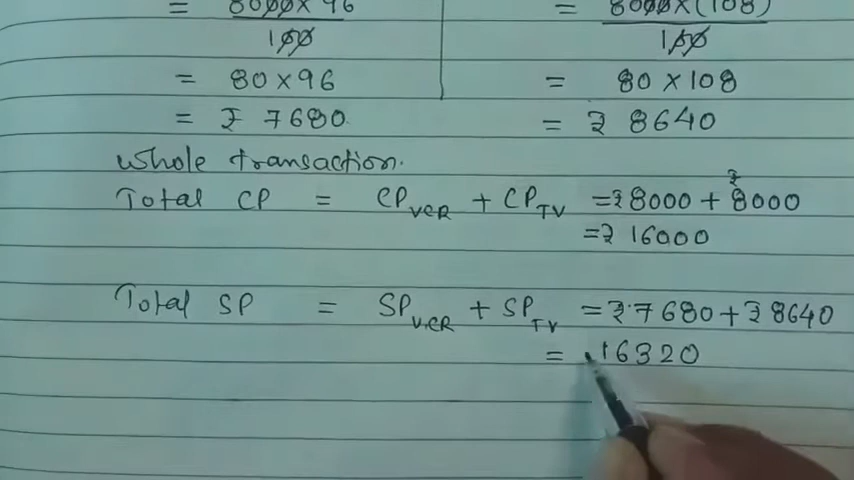 = 8000×96 = 8000×(108)
100 100
= 80×96 = 80×108
= ₹ 7680 = ₹ 8640
Whole transaction.
Total CP = CP_VCR + CP_TV = ₹8000 + ₹8000
= ₹ 16000
Total SP = SP_VCR + SP_TV = ₹7680 + ₹8640
= 16320